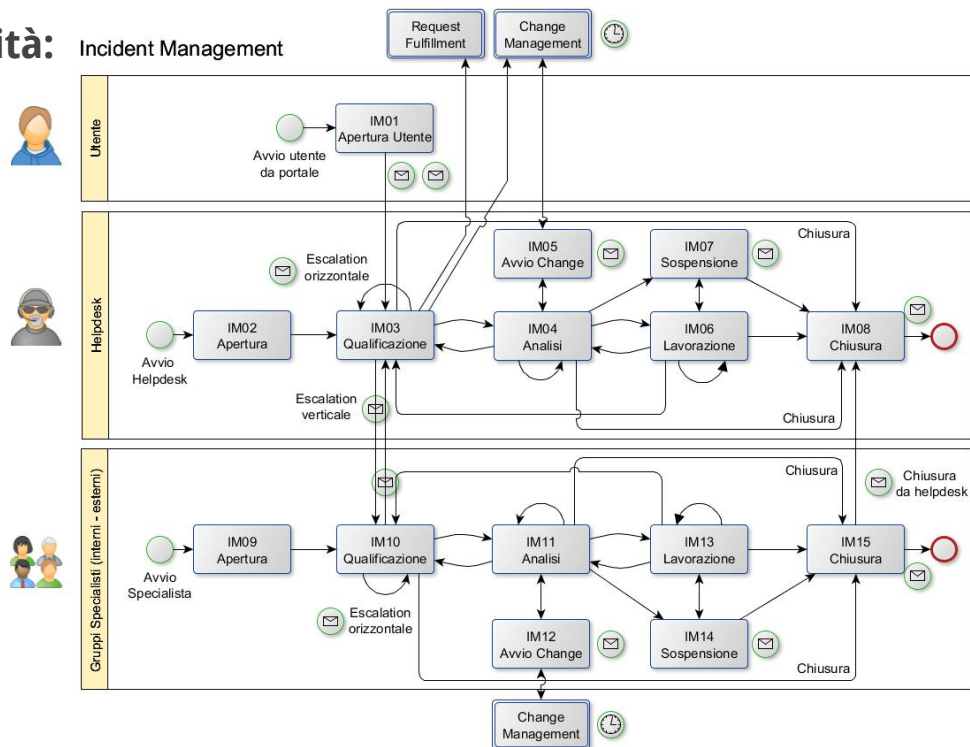 ità:
Incident Management
Request
Fulfillment
Change
Management
Utente
IM01
Apertura Utente
Avvio utente
da portale
Helpdesk
Chiusura
IM05
Avvio Change
IM07
Sospensione
Escalation
orizzontale
IM02
Apertura
IM03
Qualificazione
IM04
Analisi
IM06
Lavorazione
IM08
Chiusura
Avvio
Helpdesk
Escalation
verticale
Chiusura
Gruppi Specialisti (interni - esterni)
Chiusura
Chiusura
da helpdesk
IM09
Apertura
IM10
Qualificazione
IM11
Analisi
IM13
Lavorazione
IM15
Chiusura
Avvio
Specialista
Escalation
orizzontale
IM12
Avvio Change
IM14
Sospensione
Chiusura
Change
Management